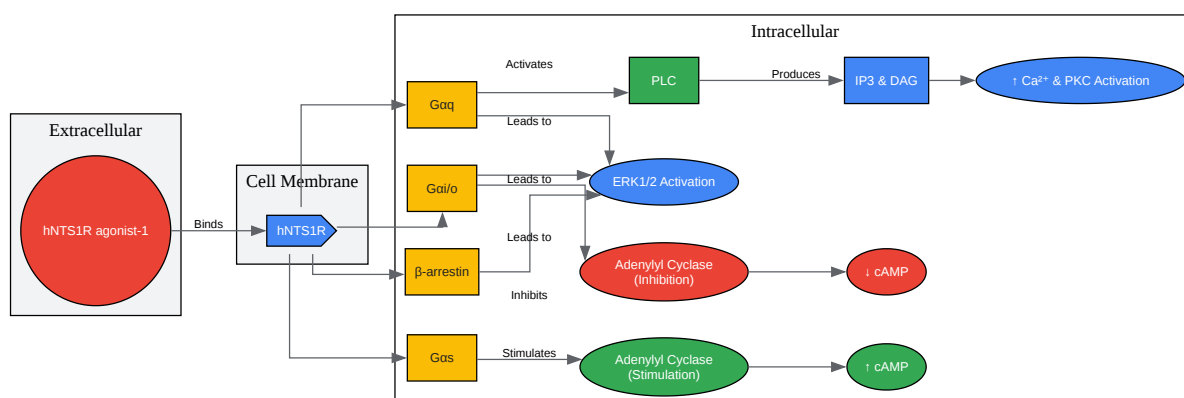 Intracellular
Activates
PLC
Produces
IP3 & DAG
↑ Ca²⁺ & PKC Activation
Gαq
Leads to
Extracellular
Cell Membrane
Gαi/o
Leads to
ERK1/2 Activation
hNTS1R agonist-1
Binds
hNTS1R
Leads to
β-arrestin
Adenylyl Cyclase
(Inhibition)
↓ cAMP
Inhibits
Gαs
Stimulates
Adenylyl Cyclase
(Stimulation)
↑ cAMP